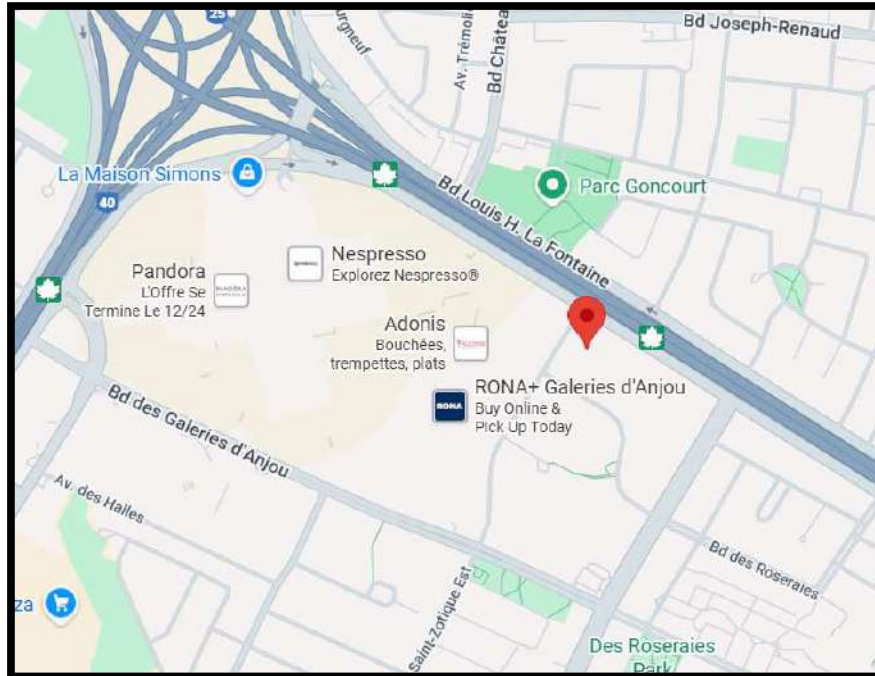 25
urgneuf
Av. Trémoli
Bd Châtea
Bd Joseph-Renaud
La Maison Simons
40
Parc Goncourt
Bd Louis H. La Fontaine
Nespresso
Explorez Nespresso®
Pandora
L'Offre Se
Termine Le 12/24
PANDORA
Adonis
Bouchées,
trempettes, plats
RONA
RONA+ Galeries d'Anjou
Buy Online &
Pick Up Today
Bd des Galeries d'Anjou
Av. des Halles
Bd des Roseraies
za
Saint-Zotique Est
Des Roseraies
Park